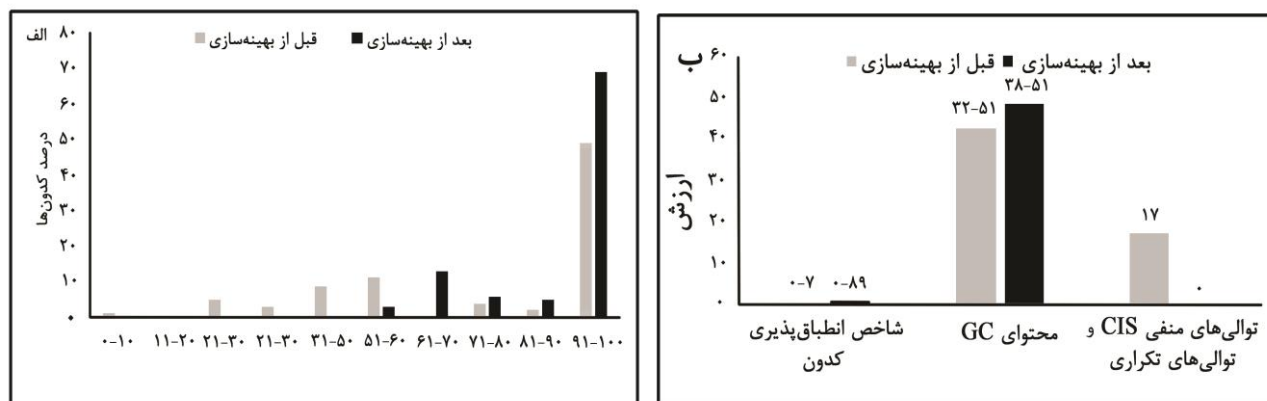 الف
۸۰
۷۰
۶۰
۵۰
۴۰
۳۰
۲۰
۱۰
۰
درصد کدون‌ها
قبل از بهینه‌سازی
بعد از بهینه‌سازی
۰-۱۰ ۱۱-۲۰ ۲۱-۳۰ ۲۱-۳۰ ۳۱-۵۰ ۵۱-۶۰ ۶۱-۷۰ ۷۱-۸۰ ۸۱-۹۰ ۹۱-۱۰۰
ب
۶۰
۵۰
۴۰
۳۰
۲۰
۱۰
۰
ارزش
قبل از بهینه‌سازی
بعد از بهینه‌سازی
۰-۷ ۰-۸۹
۳۲-۵۱ ۳۸-۵۱
۱۷ ۰
شاخص انطباق‌پذیری
کدون
محتوای GC
توالی‌های منفی CIS و
توالی‌های تکراری